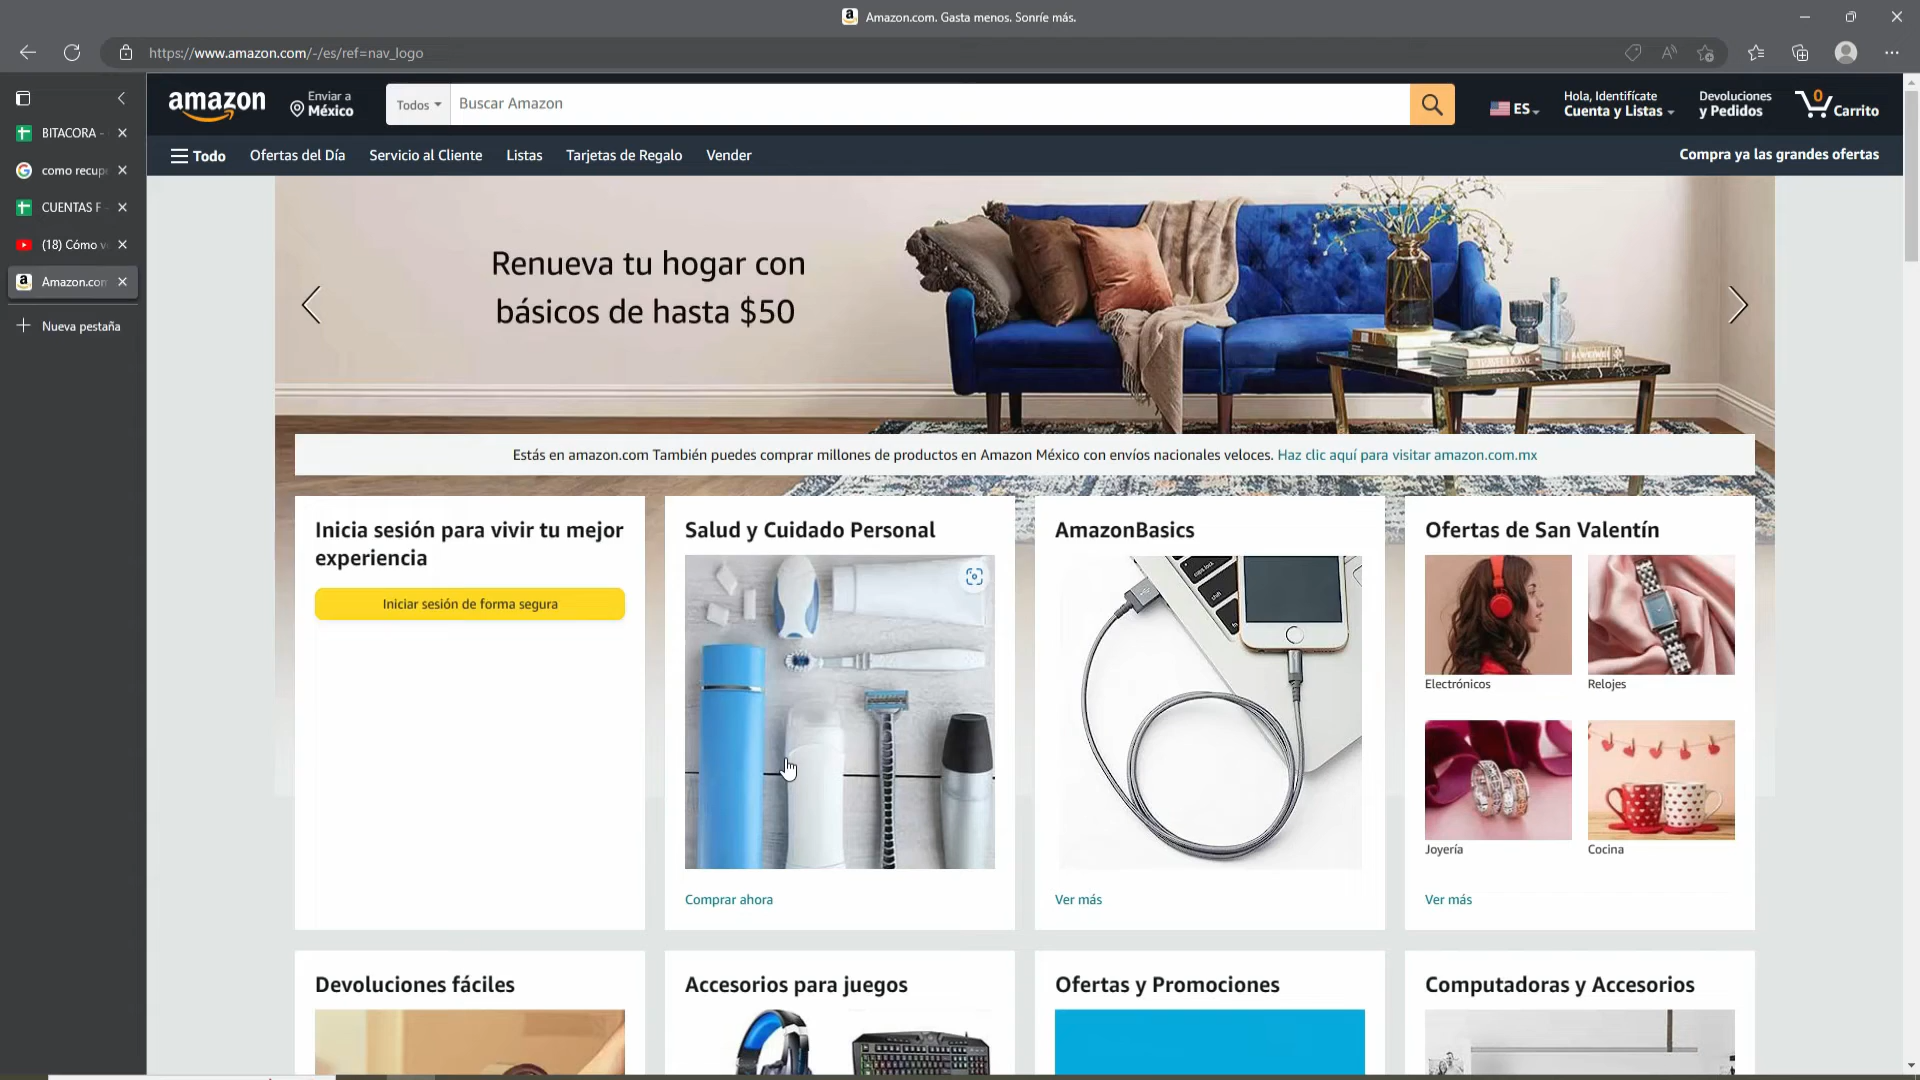 Amazon.com. Gasta menos. Sonríe más.
https://www.amazon.com/-/es/ref=nav_logo
BITACORA -
como recup
CUENTAS F
(18) Cómo v
Amazon.com
Nueva pestaña
amazon
Enviar a
México
Todos
Buscar Amazon
ES
Hola, Identifícate
Cuenta y Listas
Devoluciones
y Pedidos
0
Carrito
Todo
Ofertas del Día
Servicio al Cliente
Listas
Tarjetas de Regalo
Vender
Compra ya las grandes ofertas
Renueva tu hogar con
básicos de hasta $50
Estás en amazon.com También puedes comprar millones de productos en Amazon México con envíos nacionales veloces. Haz clic aquí para visitar amazon.com.mx
Inicia sesión para vivir tu mejor
experiencia
Iniciar sesión de forma segura
Salud y Cuidado Personal
Comprar ahora
AmazonBasics
Ver más
Ofertas de San Valentín
Electrónicos
Relojes
Joyería
Cocina
Ver más
Devoluciones fáciles
Accesorios para juegos
Ofertas y Promociones
Computadoras y Accesorios